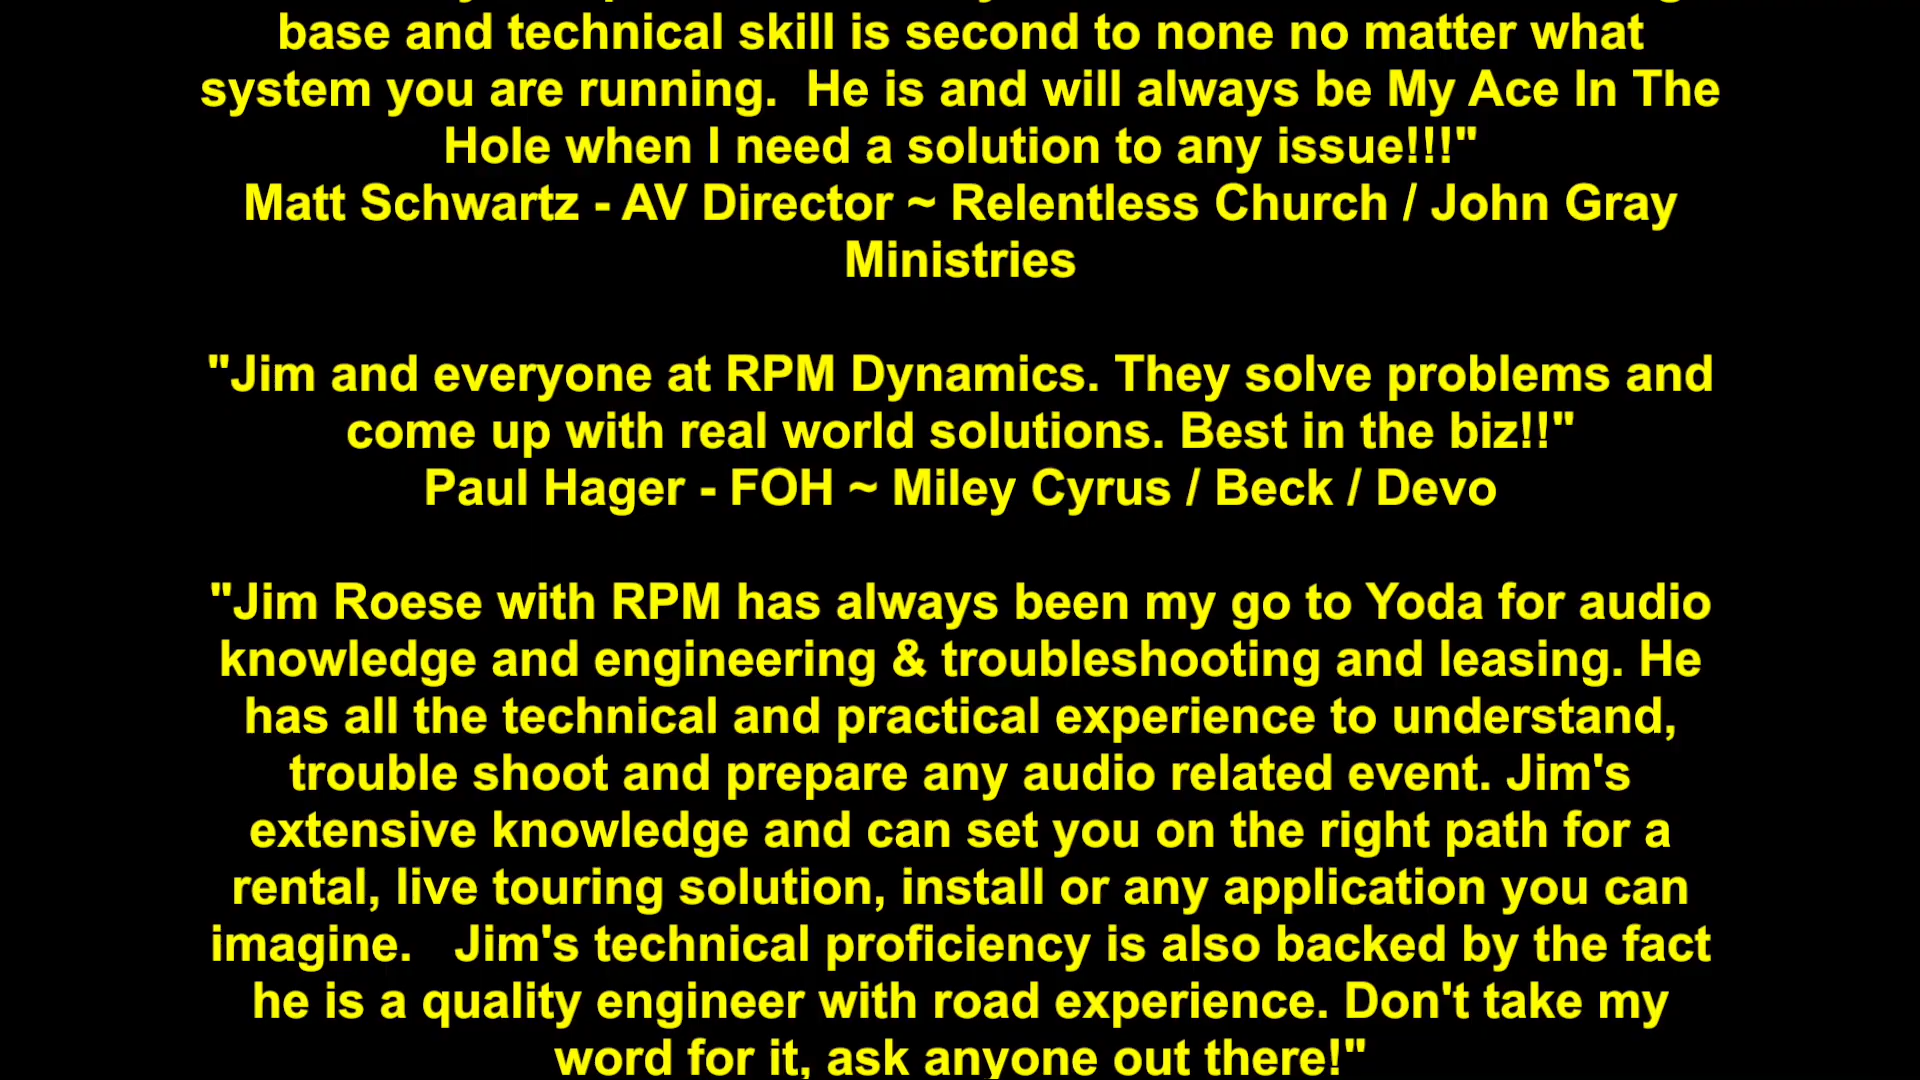 base and technical skill is second to none no matter what
system you are running.  He is and will always be My Ace In The
Hole when I need a solution to any issue!!!"
Matt Schwartz - AV Director ~ Relentless Church / John Gray
Ministries
"Jim and everyone at RPM Dynamics. They solve problems and
come up with real world solutions. Best in the biz!!"
Paul Hager - FOH ~ Miley Cyrus / Beck / Devo
"Jim Roese with RPM has always been my go to Yoda for audio
knowledge and engineering & troubleshooting and leasing. He
has all the technical and practical experience to understand,
trouble shoot and prepare any audio related event. Jim's
extensive knowledge and can set you on the right path for a
rental, live touring solution, install or any application you can
imagine.   Jim's technical proficiency is also backed by the fact
he is a quality engineer with road experience. Don't take my
word for it, ask anyone out there!"